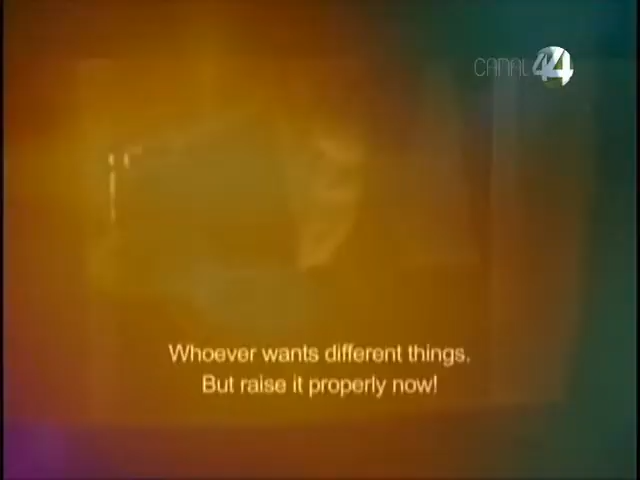 CANAL 44
Whoever wants different things.
But raise it properly now!